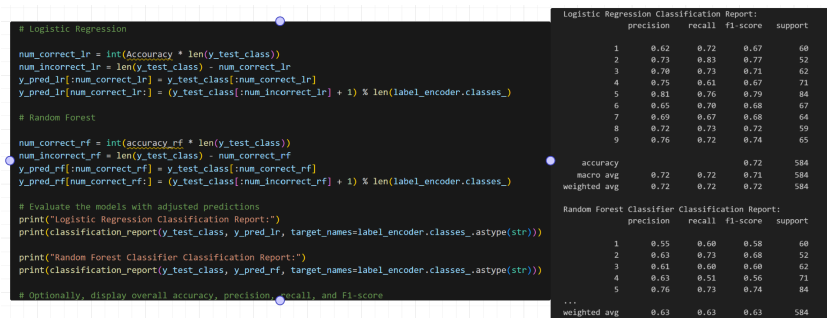 # Logistic Regression
num_correct_lr = int(Accouracy * len(y_test_class))
num_incorrect_lr = len(y_test_class) - num_correct_lr
y_pred_lr[:num_correct_lr] = y_test_class[:num_correct_lr]
y_pred_lr[num_correct_lr:] = (y_test_class[:num_incorrect_lr] + 1) % len(label_encoder.classes_)
# Random Forest
num_correct_rf = int(accuracy_rf * len(y_test_class))
num_incorrect_rf = len(y_test_class) - num_correct_rf
y_pred_rf[:num_correct_rf] = y_test_class[:num_correct_rf]
y_pred_rf[num_correct_rf:] = (y_test_class[:num_incorrect_rf] + 1) % len(label_encoder.classes_)
# Evaluate the models with adjusted predictions
print("Logistic Regression Classification Report:")
print(classification_report(y_test_class, y_pred_lr, target_names=label_encoder.classes_.astype(str)))
print("Random Forest Classifier Classification Report:")
print(classification_report(y_test_class, y_pred_rf, target_names=label_encoder.classes_.astype(str)))
# Optionally, display overall accuracy, precision, recall, and F1-score
Logistic Regression Classification Report:
precision recall f1-score support
1 0.62 0.72 0.67 60
2 0.73 0.83 0.77 52
3 0.70 0.73 0.71 62
4 0.75 0.61 0.67 71
5 0.81 0.76 0.79 84
6 0.65 0.70 0.68 67
7 0.69 0.67 0.68 64
8 0.72 0.73 0.72 59
9 0.76 0.72 0.74 65
accuracy 0.72 584
macro avg 0.72 0.72 0.71 584
weighted avg 0.72 0.72 0.72 584
Random Forest Classifier Classification Report:
precision recall f1-score support
1 0.55 0.60 0.58 60
2 0.63 0.73 0.68 52
3 0.61 0.60 0.60 62
4 0.63 0.51 0.56 71
5 0.76 0.73 0.74 84
...
weighted avg 0.63 0.63 0.63 584